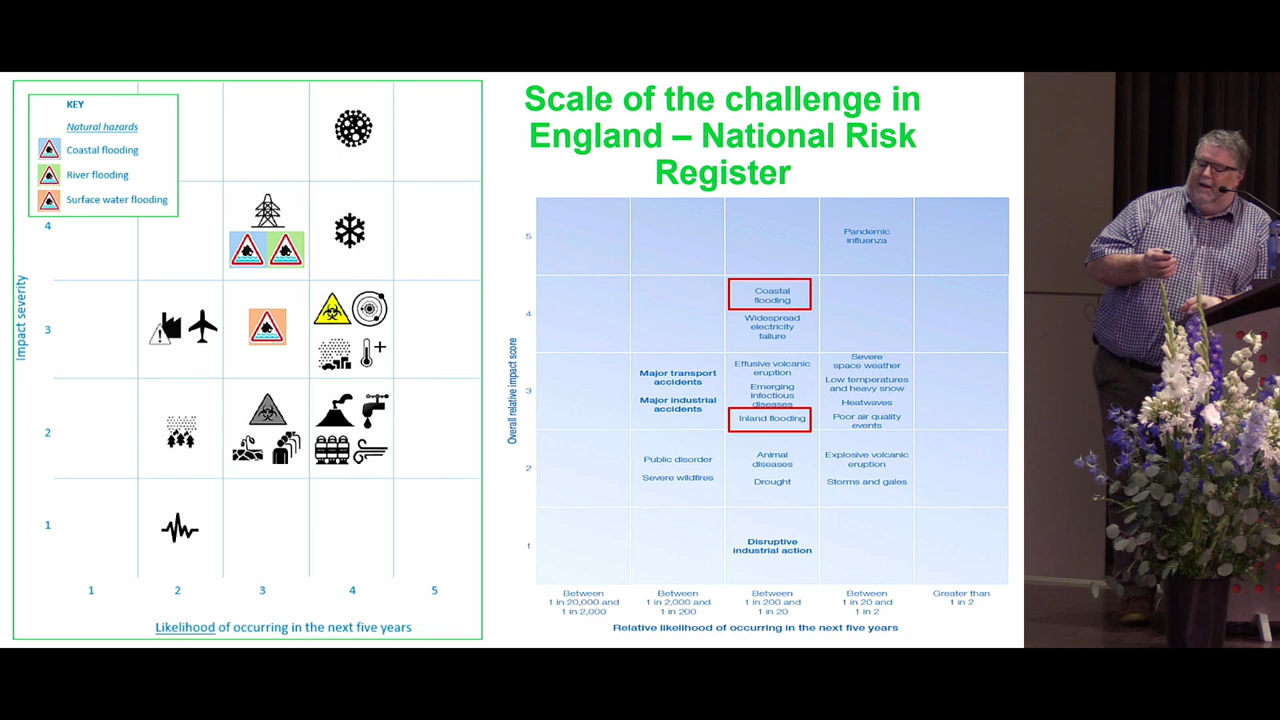 KEY
Natural hazards
Coastal flooding
River flooding
Surface water flooding
Impact severity
4
3
2
1
1
2
3
4
5
Likelihood of occurring in the next five years
Scale of the challenge in
England – National Risk
Register
Overall relative impact score
5
Pandemic
influenza
4
Coastal
flooding
Widespread
electricity
failure
3
Major transport
accidents
Major industrial
accidents
Effusive volcanic
eruption
Emerging
infectious
diseases
Inland flooding
Severe
space weather
Low temperatures
and heavy snow
Heatwaves
Poor air quality
events
2
Public disorder
Severe wildfires
Animal
diseases
Drought
Explosive volcanic
eruption
Storms and gales
1
Disruptive
industrial action
Between
1 in 20,000 and
1 in 2,000
Between
1 in 2,000 and
1 in 200
Between
1 in 200 and
1 in 20
Between
1 in 20 and
1 in 2
Greater than
1 in 2
Relative likelihood of occurring in the next five years